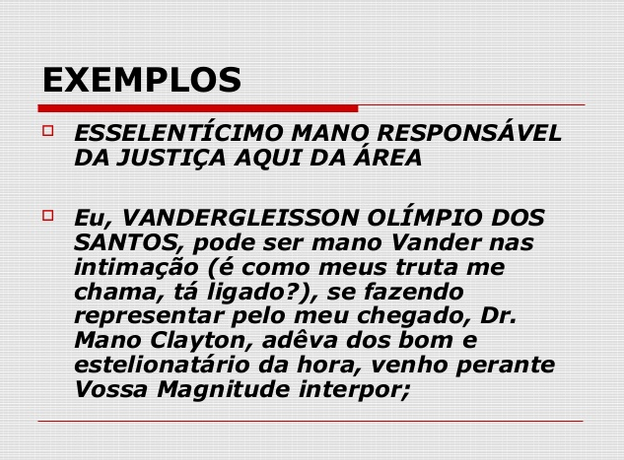 EXEMPLOS
ESSELENTÍCIMO MANO RESPONSÁVEL
DA JUSTIÇA AQUI DA ÁREA
Eu, VANDERGLEISSON OLÍMPIO DOS
SANTOS, pode ser mano Vander nas
intimação (é como meus truta me
chama, tá ligado?), se fazendo
representar pelo meu chegado, Dr.
Mano Clayton, adêva dos bom e
estelionatário da hora, venho perante
Vossa Magnitude interpor;